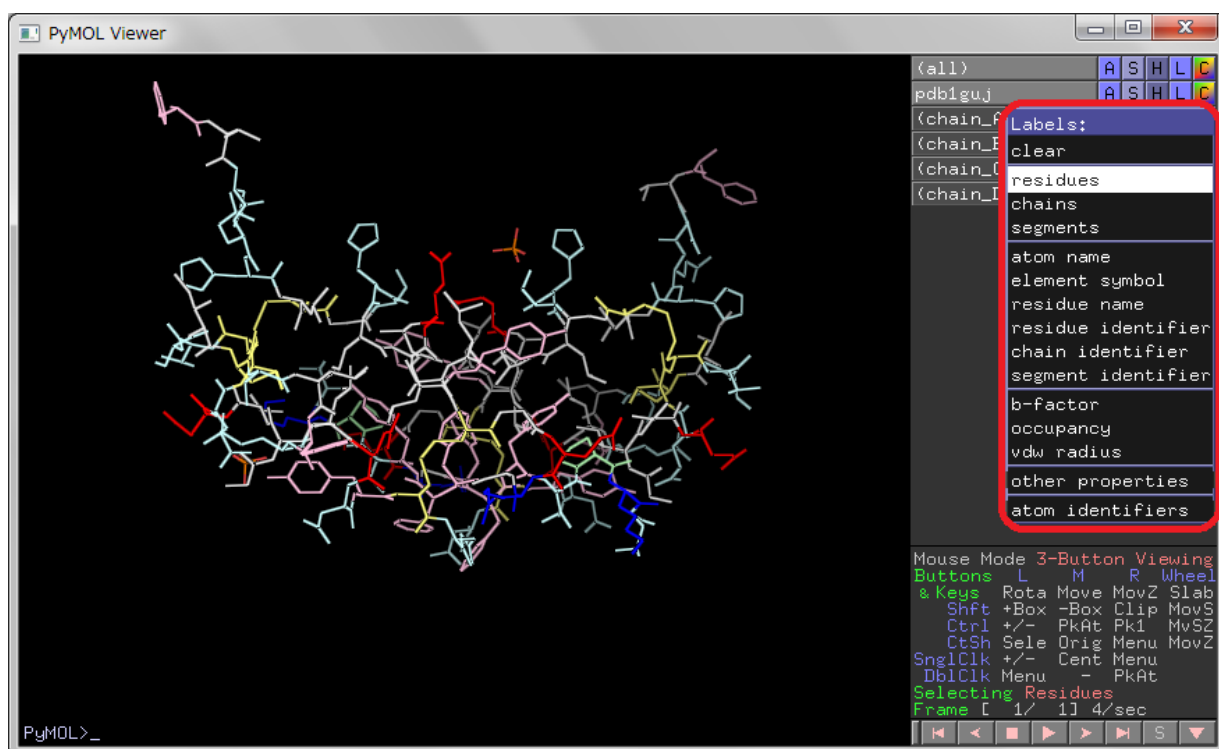 PyMOL Viewer
(all) A S H L C
pdb1guj A S H L C
(chain_A
(chain_B
(chain_C
(chain_D
Labels:
clear
residues
chains
segments
atom name
element symbol
residue name
residue identifier
chain identifier
segment identifier
b-factor
occupancy
vdw radius
other properties
atom identifiers
Mouse Mode 3-Button Viewing
Buttons L M R Wheel
& Keys Rota Move MovZ Slab
Shft +Box -Box Clip MovS
Ctrl +/- PkAt Pk1 MvSZ
CtSh Sele Orig Menu MovZ
SnglClk +/- Cent Menu
DblClk Menu - PkAt
Selecting Residues
Frame [ 1/ 1] 4/sec
S
PyMOL>_